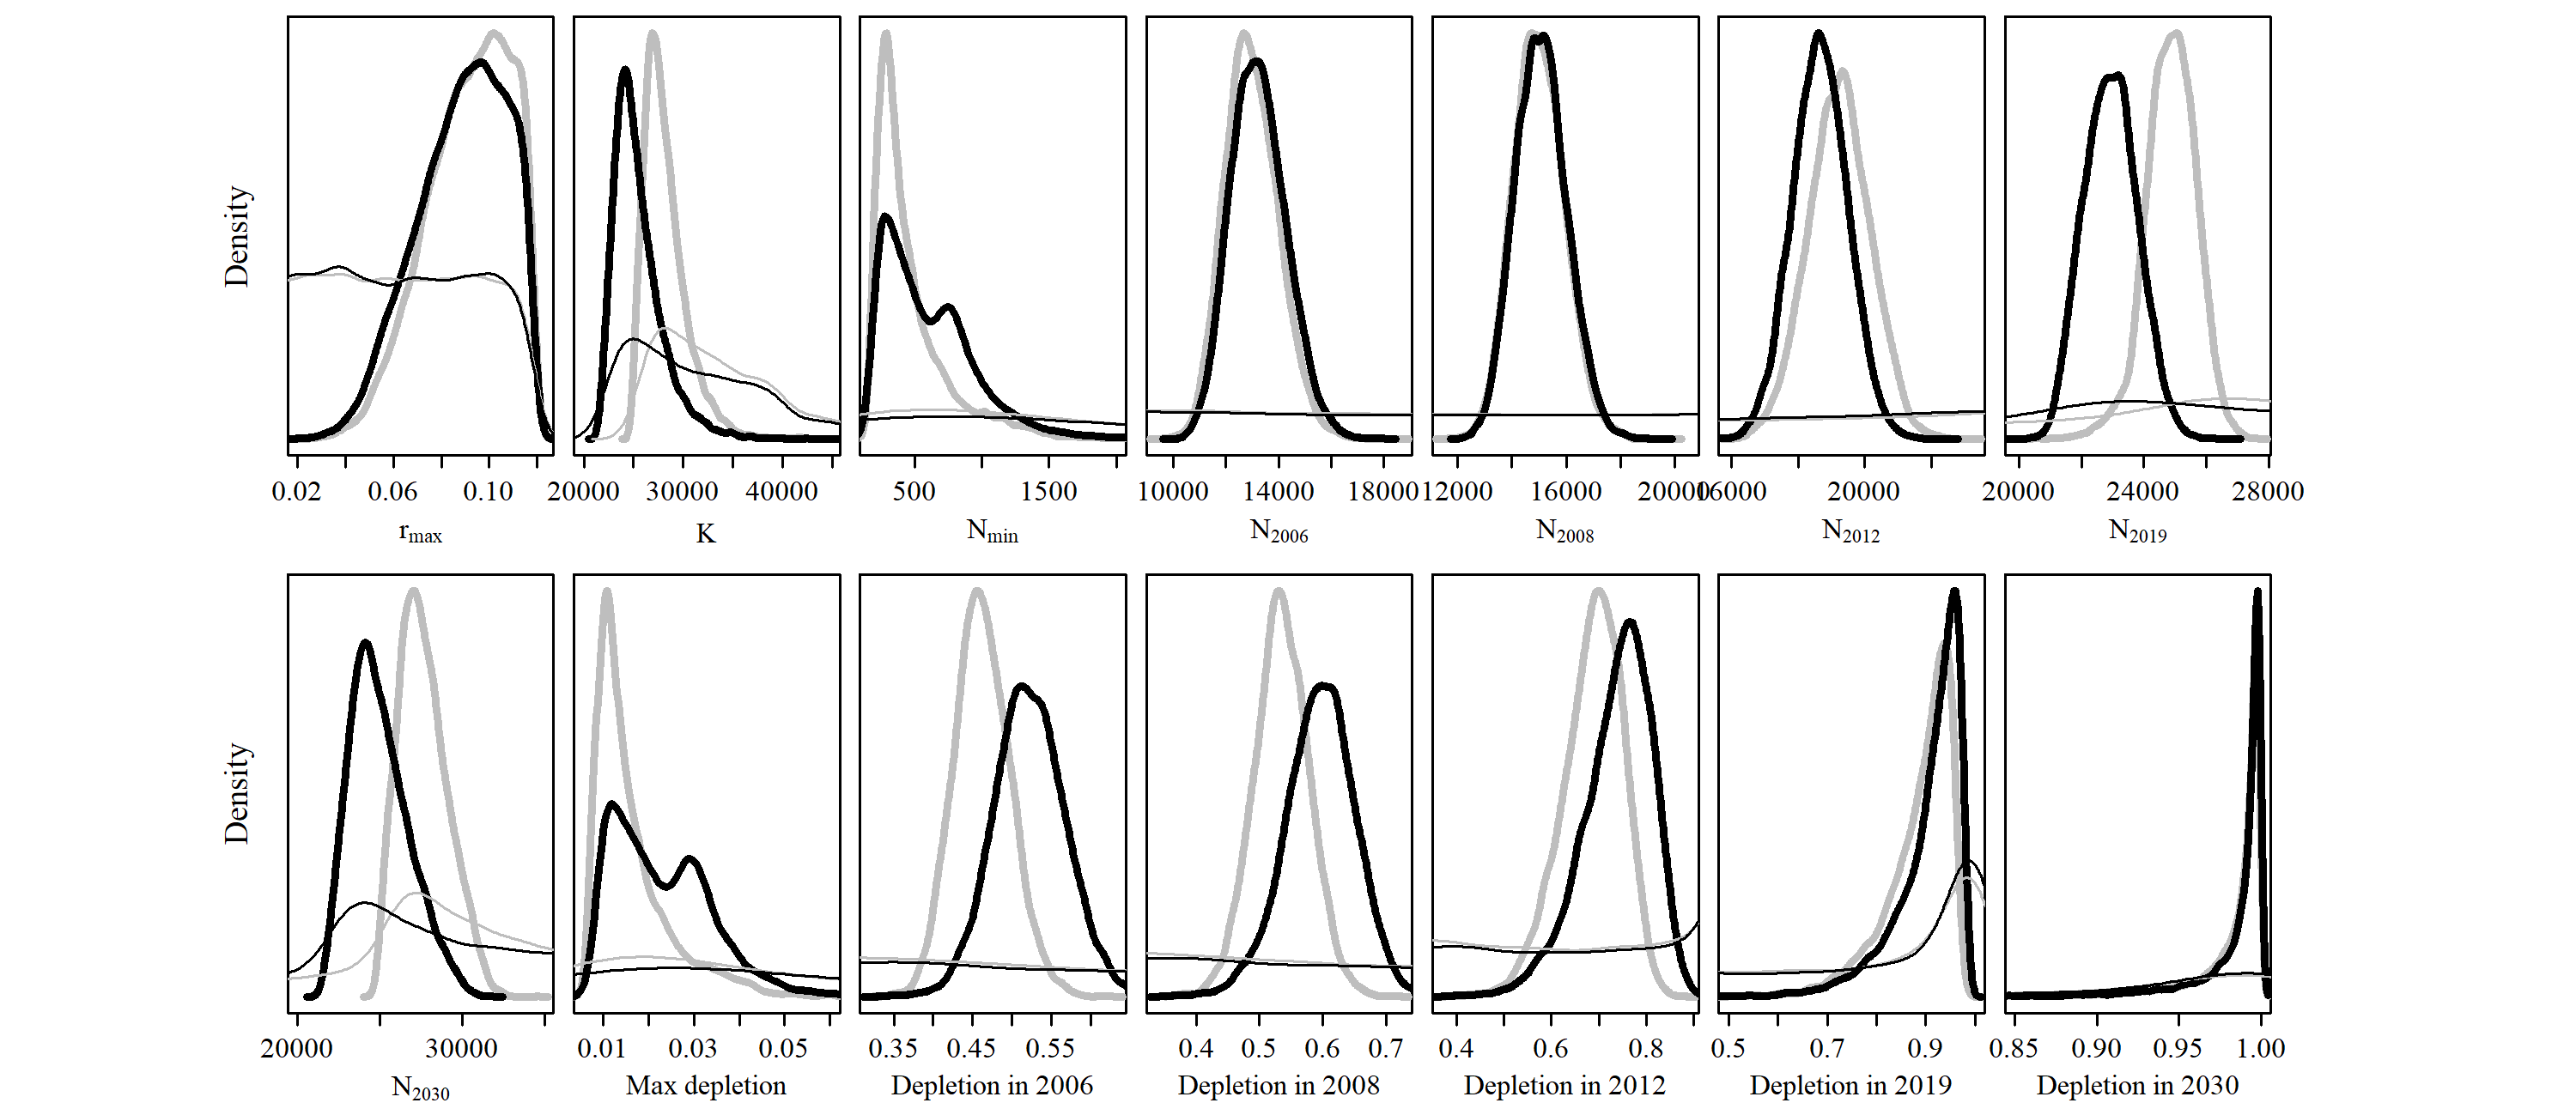 Density
0.02 0.06 0.10 20000 30000 40000 500 1500 10000 14000 18000 12000 16000 20000 16000 20000 20000 24000 28000
rmax K Nmin N2006 N2008 N2012 N2019
Density
20000 30000 0.01 0.03 0.05 0.35 0.45 0.55 0.4 0.5 0.6 0.7 0.4 0.6 0.8 0.5 0.7 0.9 0.85 0.90 0.95 1.00
N2030 Max depletion Depletion in 2006 Depletion in 2008 Depletion in 2012 Depletion in 2019 Depletion in 2030